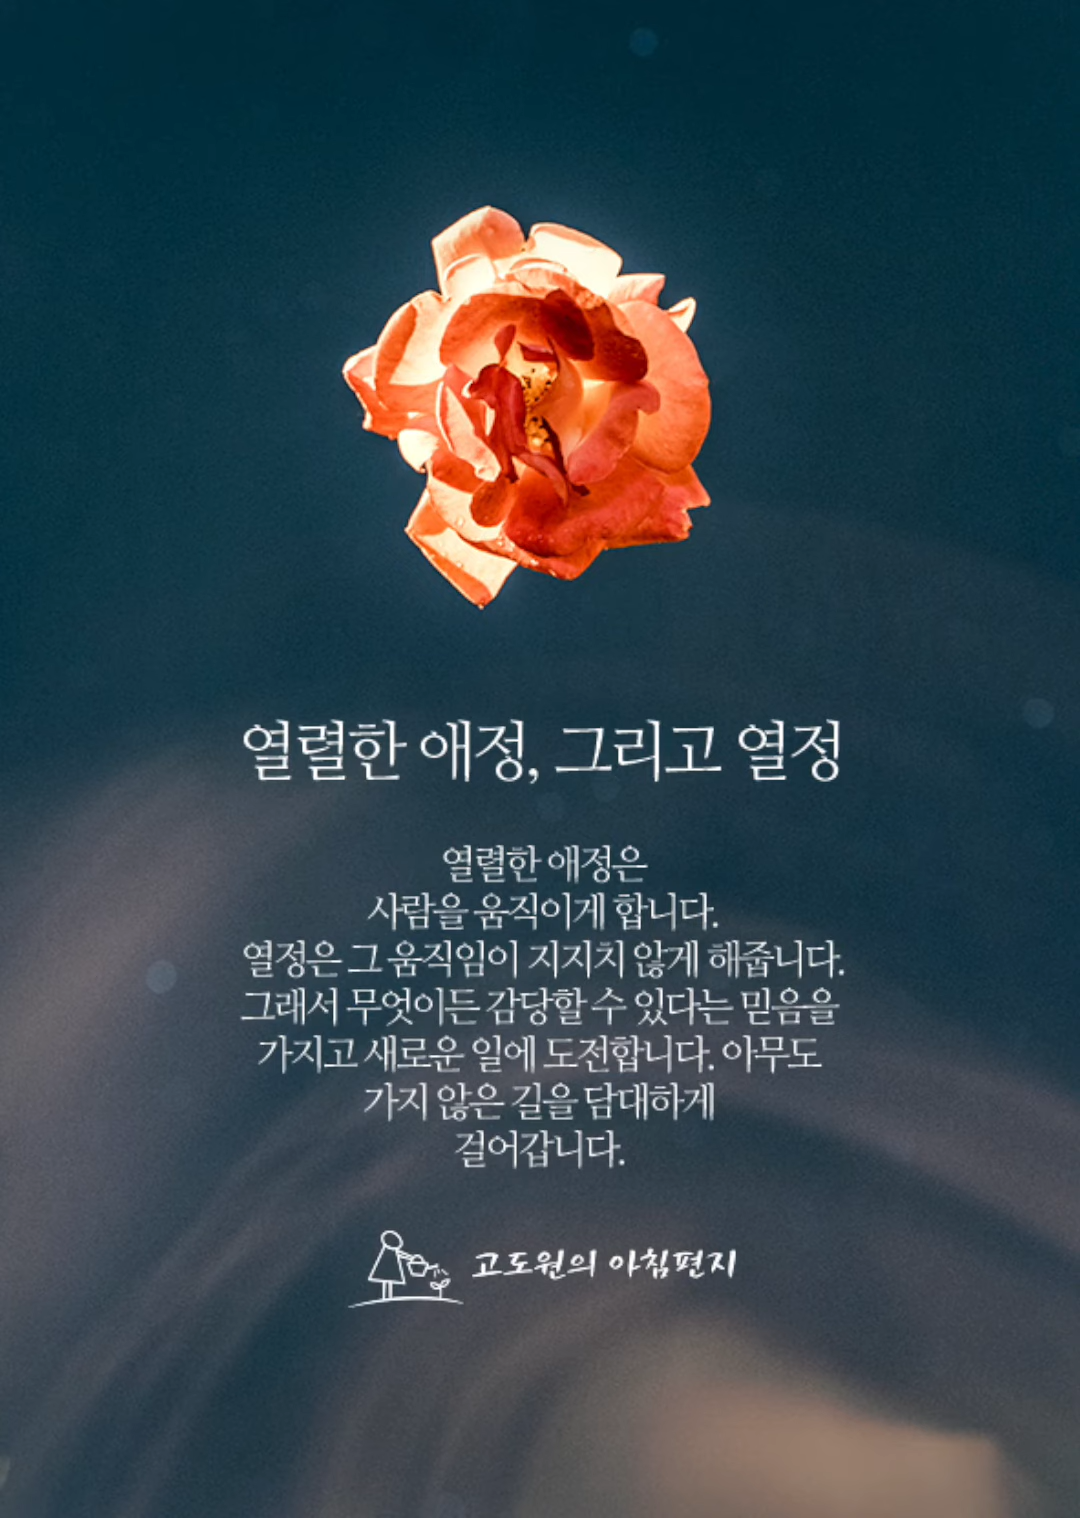 열렬한 애정, 그리고 열정
열렬한 애정은
사람을 움직이게 합니다.
열정은 그 움직임이 지지치 않게 해줍니다.
그래서 무엇이든 감당할 수 있다는 믿음을
가지고 새로운 일에 도전합니다. 아무도
가지 않은 길을 담대하게
걸어갑니다.
고도원의 아침편지